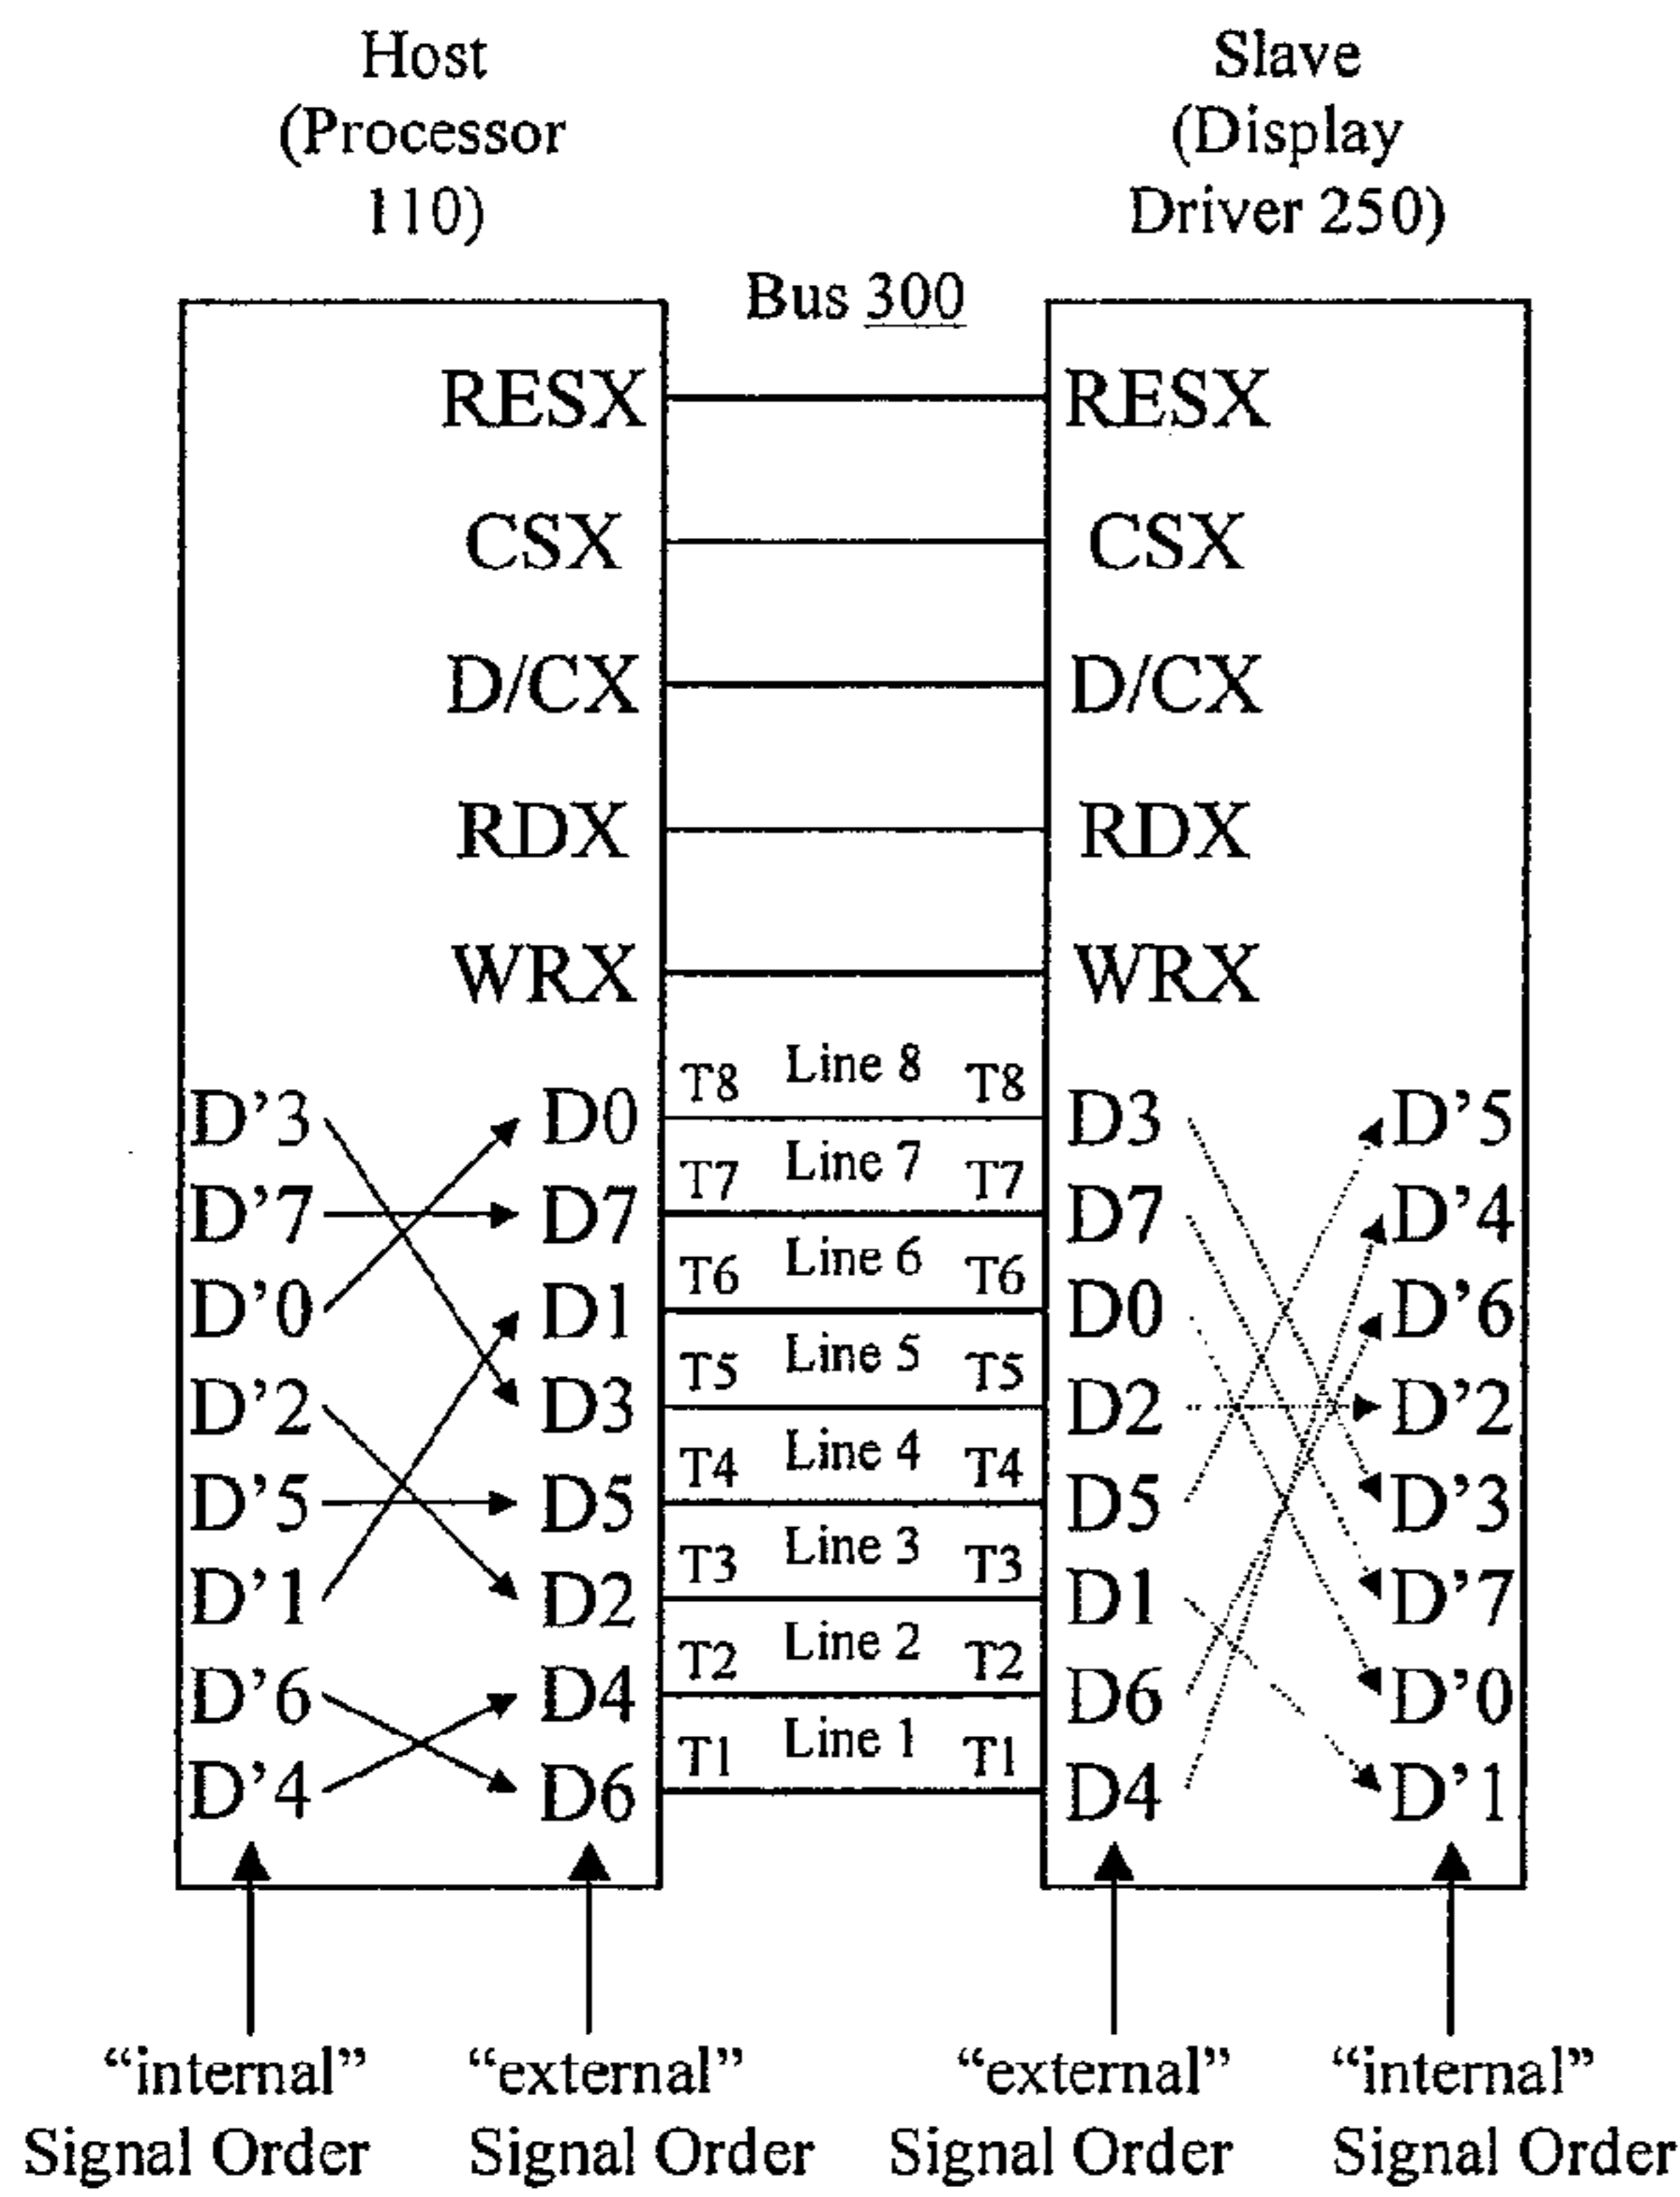 Host
(Processor
110)
Slave
(Display
Driver 250)
Bus 300
RESX RESX
CSX CSX
D/CX D/CX
RDX RDX
WRX WRX
T8 Line 8 T8
D'3 D0 D3 D'5
T7 Line 7 T7
D'7 D7 D7 D'4
T6 Line 6 T6
D'0 D1 D0 D'6
T5 Line 5 T5
D'2 D3 D2 D'2
T4 Line 4 T4
D'5 D5 D5 D'3
T3 Line 3 T3
D'1 D2 D1 D'7
T2 Line 2 T2
D'6 D4 D6 D'0
T1 Line 1 T1
D'4 D6 D4 D'1
“internal” “external” “external” “internal”
Signal Order Signal Order Signal Order Signal Order